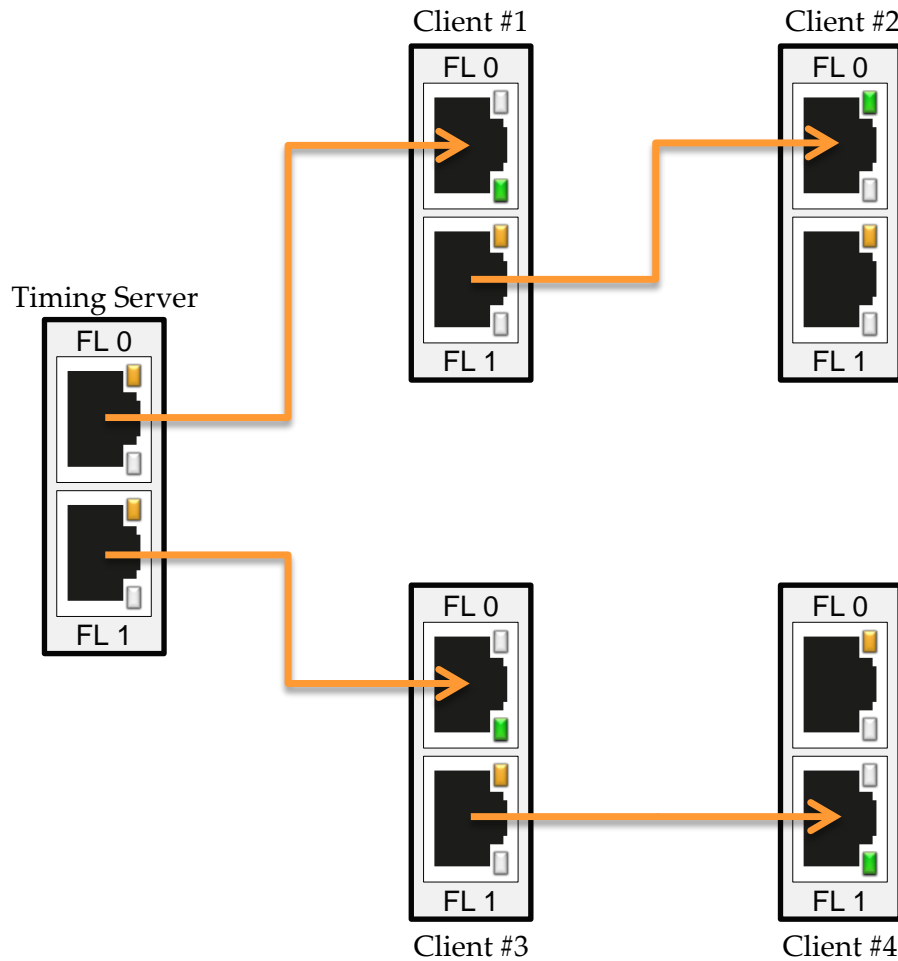 Client #1
FL 0
FL 1
Client #2
FL 0
FL 1
Timing Server
FL 0
FL 1
FL 0
FL 1
Client #3
FL 0
FL 1
Client #4